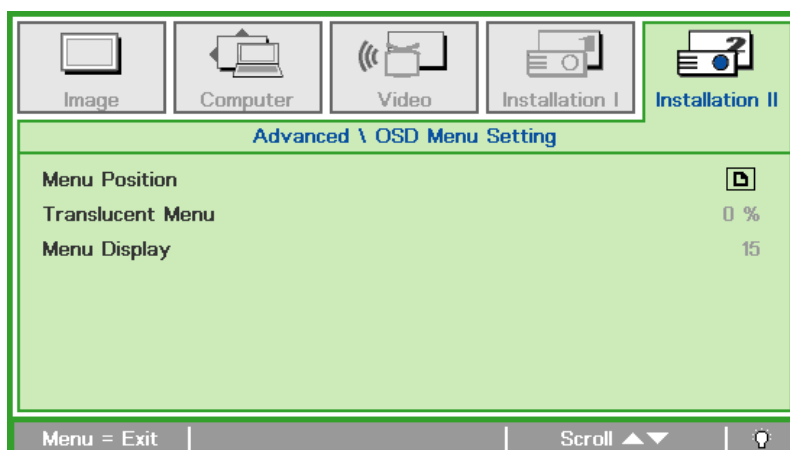 Image Computer Video Installation I Installation II
Advanced \ OSD Menu Setting
Menu Position
Translucent Menu 0 %
Menu Display 15
Menu = Exit Scroll ▲▼